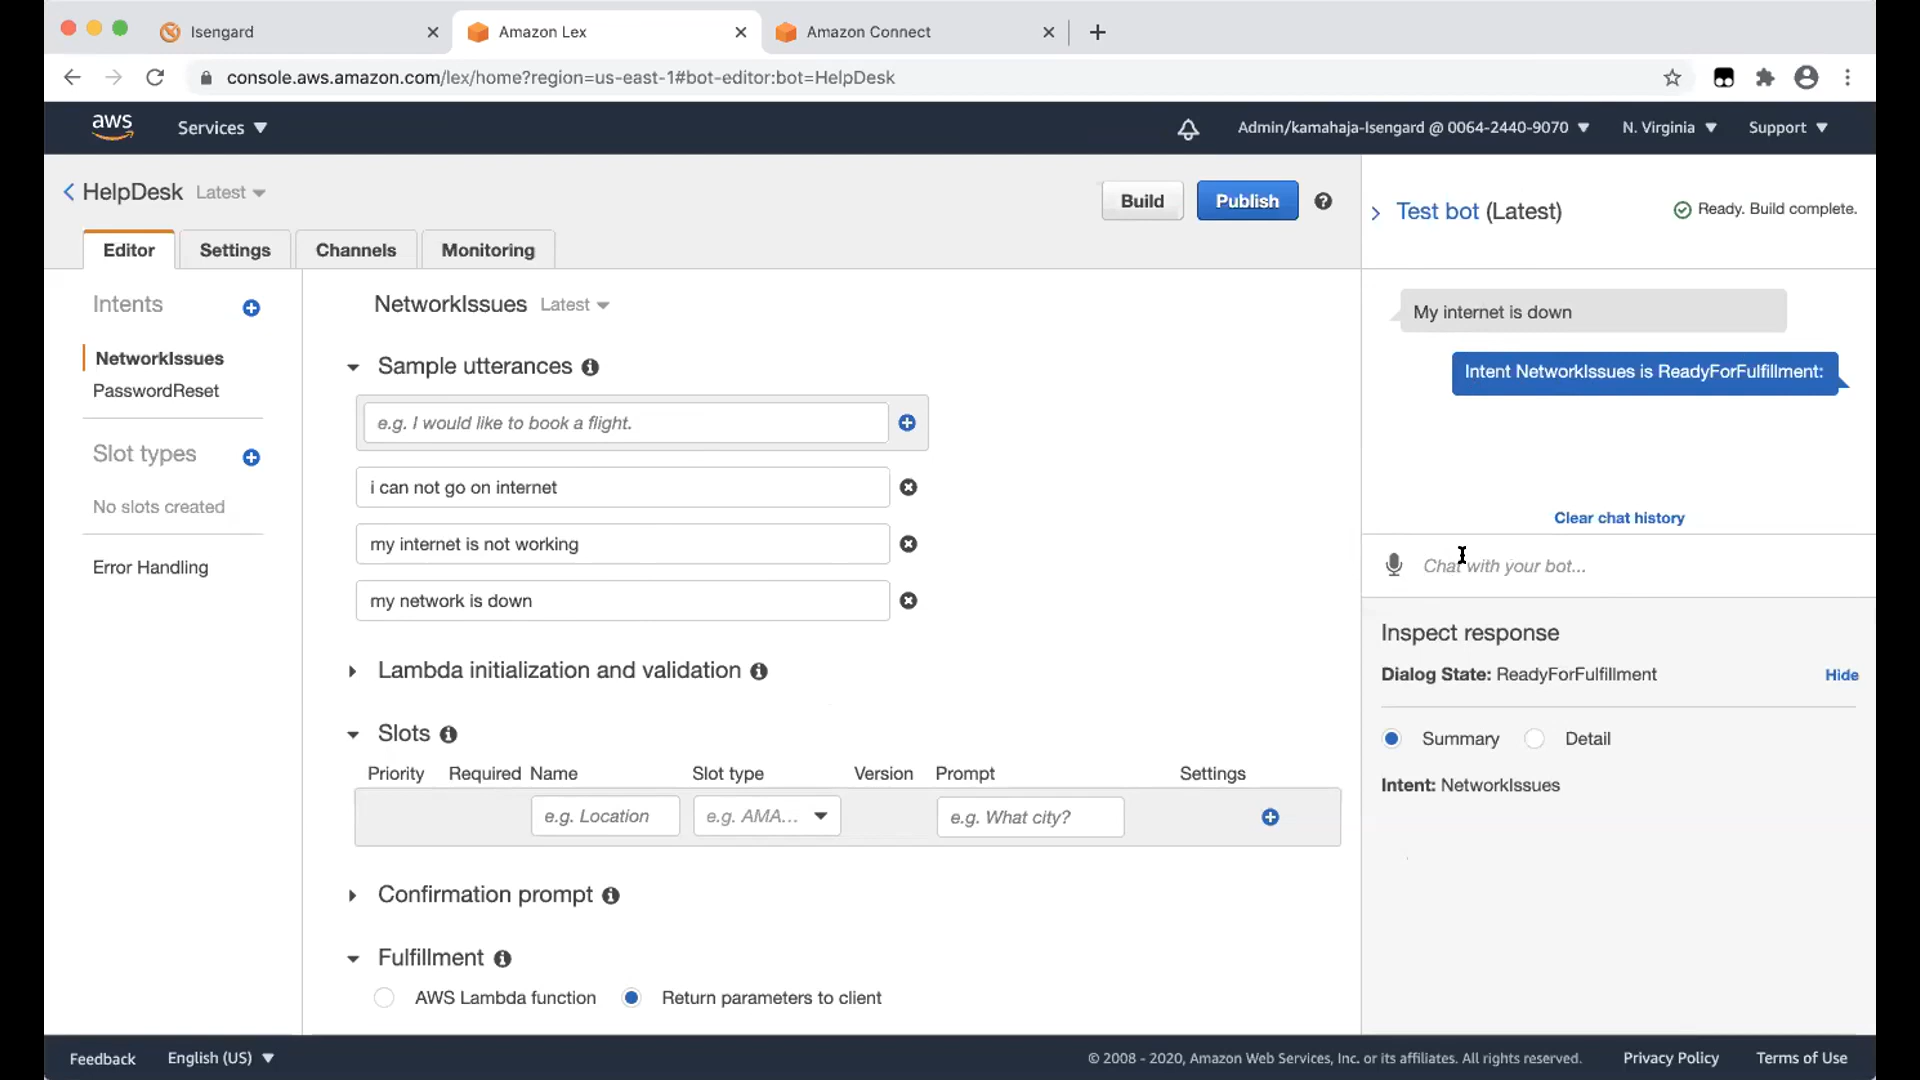 Isengard
Amazon Lex
Amazon Connect
console.aws.amazon.com/lex/home?region=us-east-1#bot-editor:bot=HelpDesk
aws
Services
Admin/kamahaja-Isengard @ 0064-2440-9070
N. Virginia
Support
HelpDesk Latest
Build
Publish
Test bot (Latest)
Ready. Build complete.
Editor
Settings
Channels
Monitoring
Intents
NetworkIssues
PasswordReset
Slot types
No slots created
Error Handling
NetworkIssues Latest
Sample utterances
e.g. I would like to book a flight.
i can not go on internet
my internet is not working
my network is down
Lambda initialization and validation
Slots
Priority Required Name Slot type Version Prompt Settings
e.g. Location e.g. AMA... e.g. What city?
Confirmation prompt
Fulfillment
AWS Lambda function Return parameters to client
My internet is down
Intent NetworkIssues is ReadyForFulfillment:
Clear chat history
Chat with your bot...
Inspect response
Dialog State: ReadyForFulfillment Hide
Summary Detail
Intent: NetworkIssues
Feedback
English (US)
© 2008 - 2020, Amazon Web Services, Inc. or its affiliates. All rights reserved.
Privacy Policy
Terms of Use